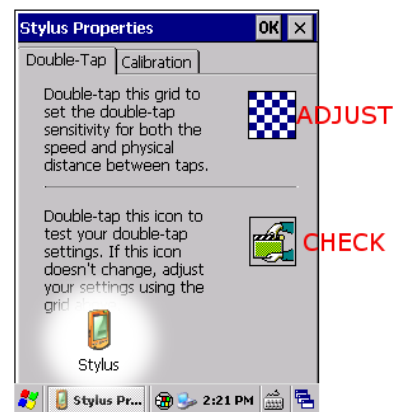 Stylus Properties
OK
Double-Tap
Calibration
Double-tap this grid to
set the double-tap
sensitivity for both the
speed and physical
distance between taps.
ADJUST
Double-tap this icon to
test your double-tap
settings. If this icon
doesn't change, adjust
your settings using the
grid
CHECK
Stylus
Stylus Pr...
2:21 PM